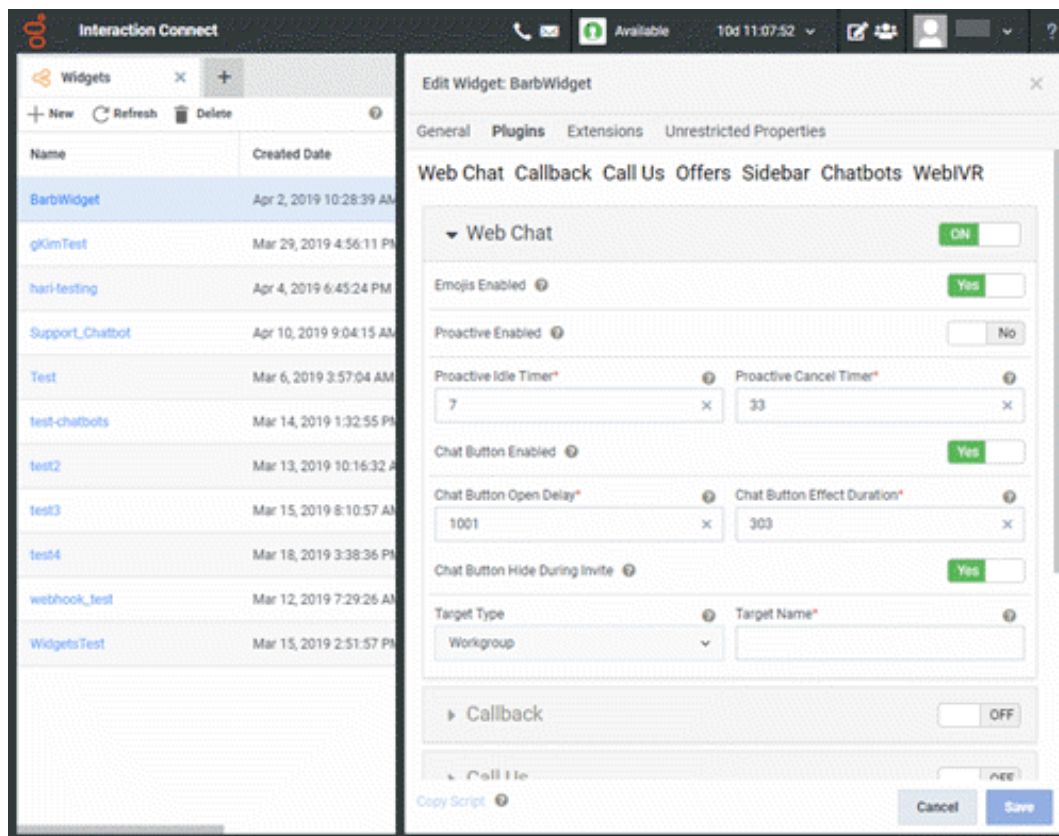 Interaction Connect Available 10d 11:07:52 ?
Widgets × +
+ New Refresh Delete ?
Name Created Date
BarbWidget Apr 2, 2019 10:28:39 AM
gKimTest Mar 29, 2019 4:56:11 PM
hari-testing Apr 4, 2019 6:45:24 PM
Support_Chatbot Apr 10, 2019 9:04:15 AM
Test Mar 6, 2019 3:57:04 AM
test-chatbots Mar 14, 2019 1:32:55 PM
test2 Mar 13, 2019 10:16:32 A
test3 Mar 15, 2019 8:10:57 AM
test4 Mar 18, 2019 3:38:36 PM
webhook_test Mar 12, 2019 7:29:26 AM
WidgetsTest Mar 15, 2019 2:51:57 PM
Edit Widget: BarbWidget ×
General Plugins Extensions Unrestricted Properties
Web Chat Callback Call Us Offers Sidebar Chatbots WebIVR
Web Chat ON
Emojis Enabled ? Yes
Proactive Enabled ? No
Proactive Idle Timer* ? Proactive Cancel Timer* ?
7 × 33 ×
Chat Button Enabled ? Yes
Chat Button Open Delay* ? Chat Button Effect Duration* ?
1001 × 303 ×
Chat Button Hide During Invite ? Yes
Target Type ? Target Name* ?
Workgroup
Callback OFF
Call Us OFF
Copy Script ? Cancel Save